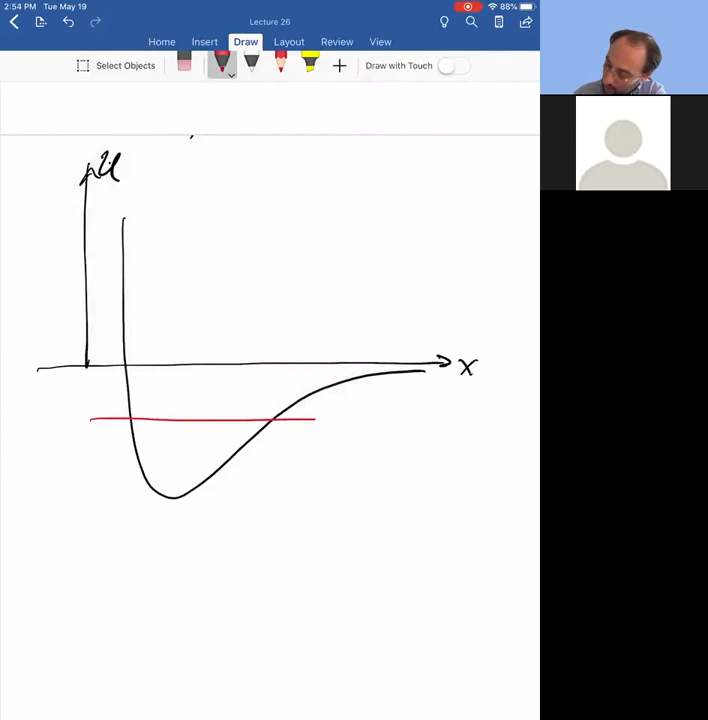 2:54 PM Tue May 19
88%
Lecture 26
Home Insert Draw Layout Review View
Select Objects
Draw with Touch
U
x